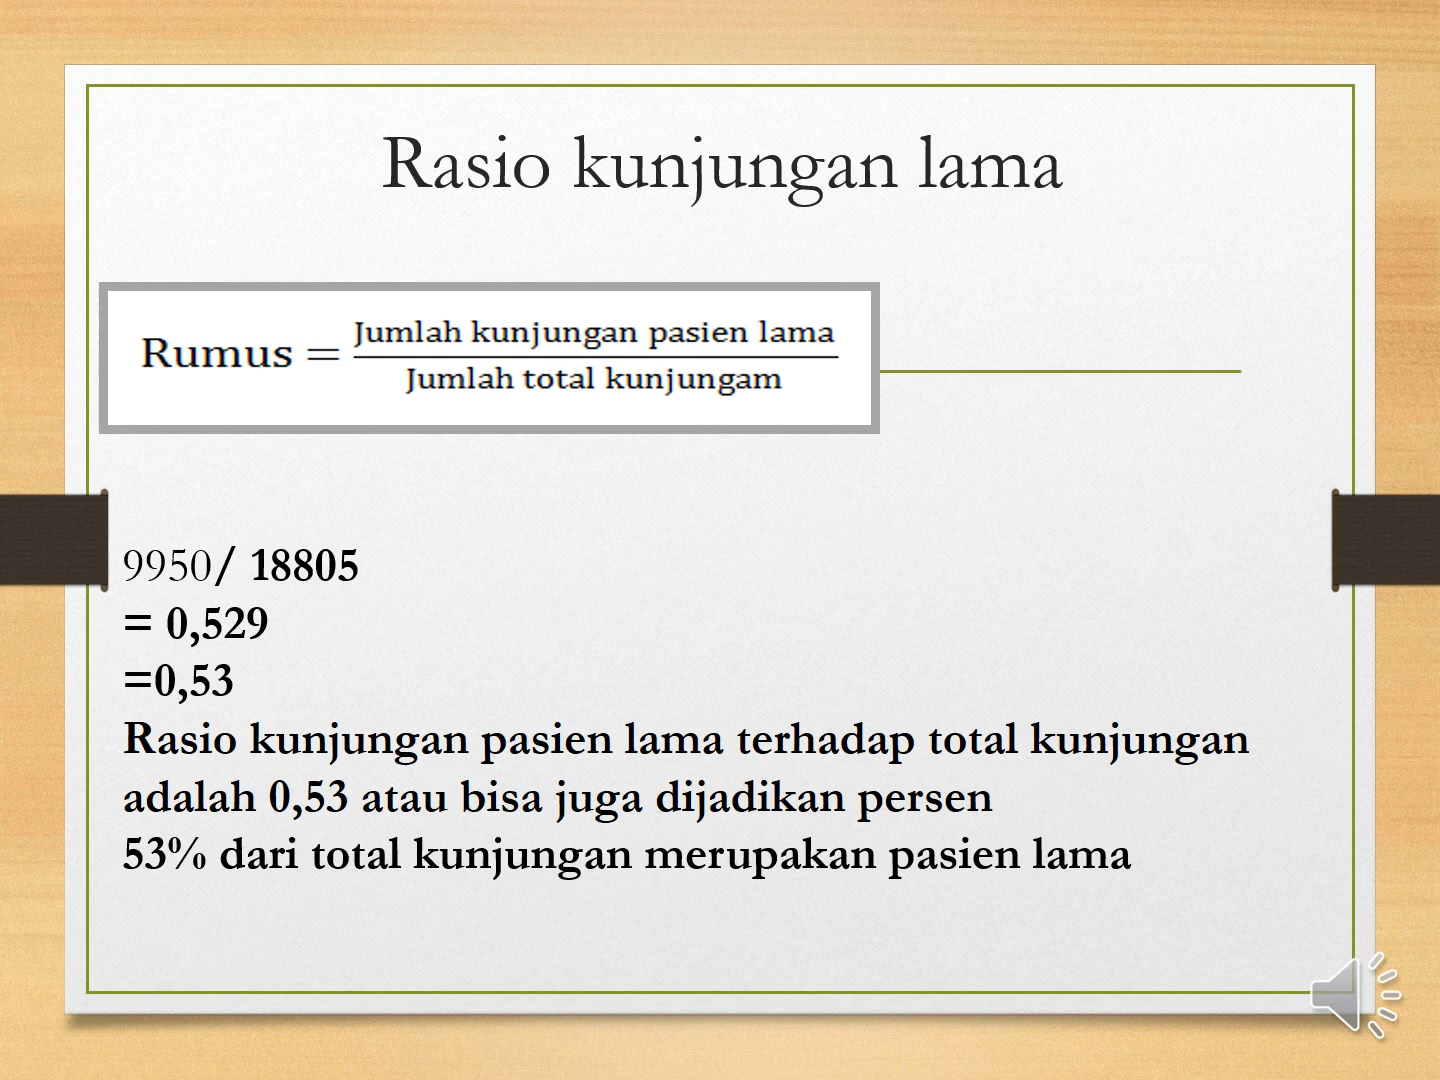 Rasio kunjungan lama
Rumus = Jumlah kunjungan pasien lama
Jumlah total kunjungam
9950/ 18805
= 0,529
=0,53
Rasio kunjungan pasien lama terhadap total kunjungan
adalah 0,53 atau bisa juga dijadikan persen
53% dari total kunjungan merupakan pasien lama